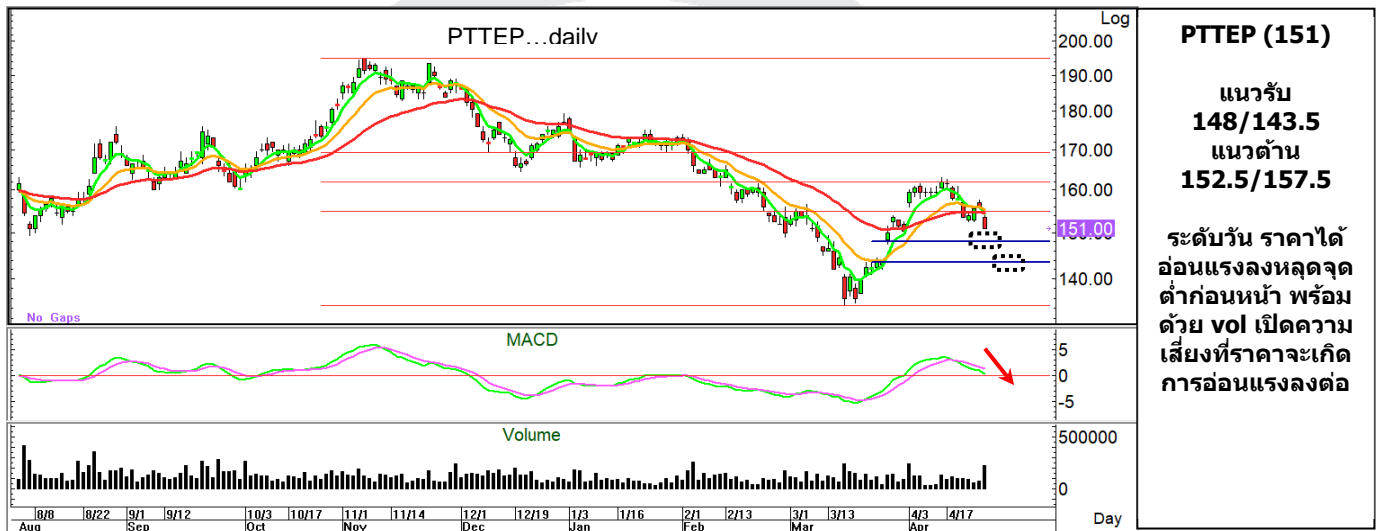 PTTEP...daily
Log
200.00
190.00
180.00
170.00
160.00
151.00
140.00
No Gaps
MACD
5
0
-5
Volume
500000
0
8/8 8/22 9/1 9/12 10/3 10/17 11/1 11/14 12/1 12/19 1/3 1/16 2/2 2/13 3/1 3/13 4/3 4/17
Aug Sep Oct Nov Dec Jan Feb Mar Apr
Day
PTTEP (151)
แนวรับ
148/143.5
แนวต้าน
152.5/157.5
ระดับวัน ราคาได้
อ่อนแรงลงหลุดจุด
ต่ำก่อนหน้า พร้อม
ด้วย vol เปิดความ
เสี่ยงที่ราคาจะเกิด
การอ่อนแรงลงต่อ